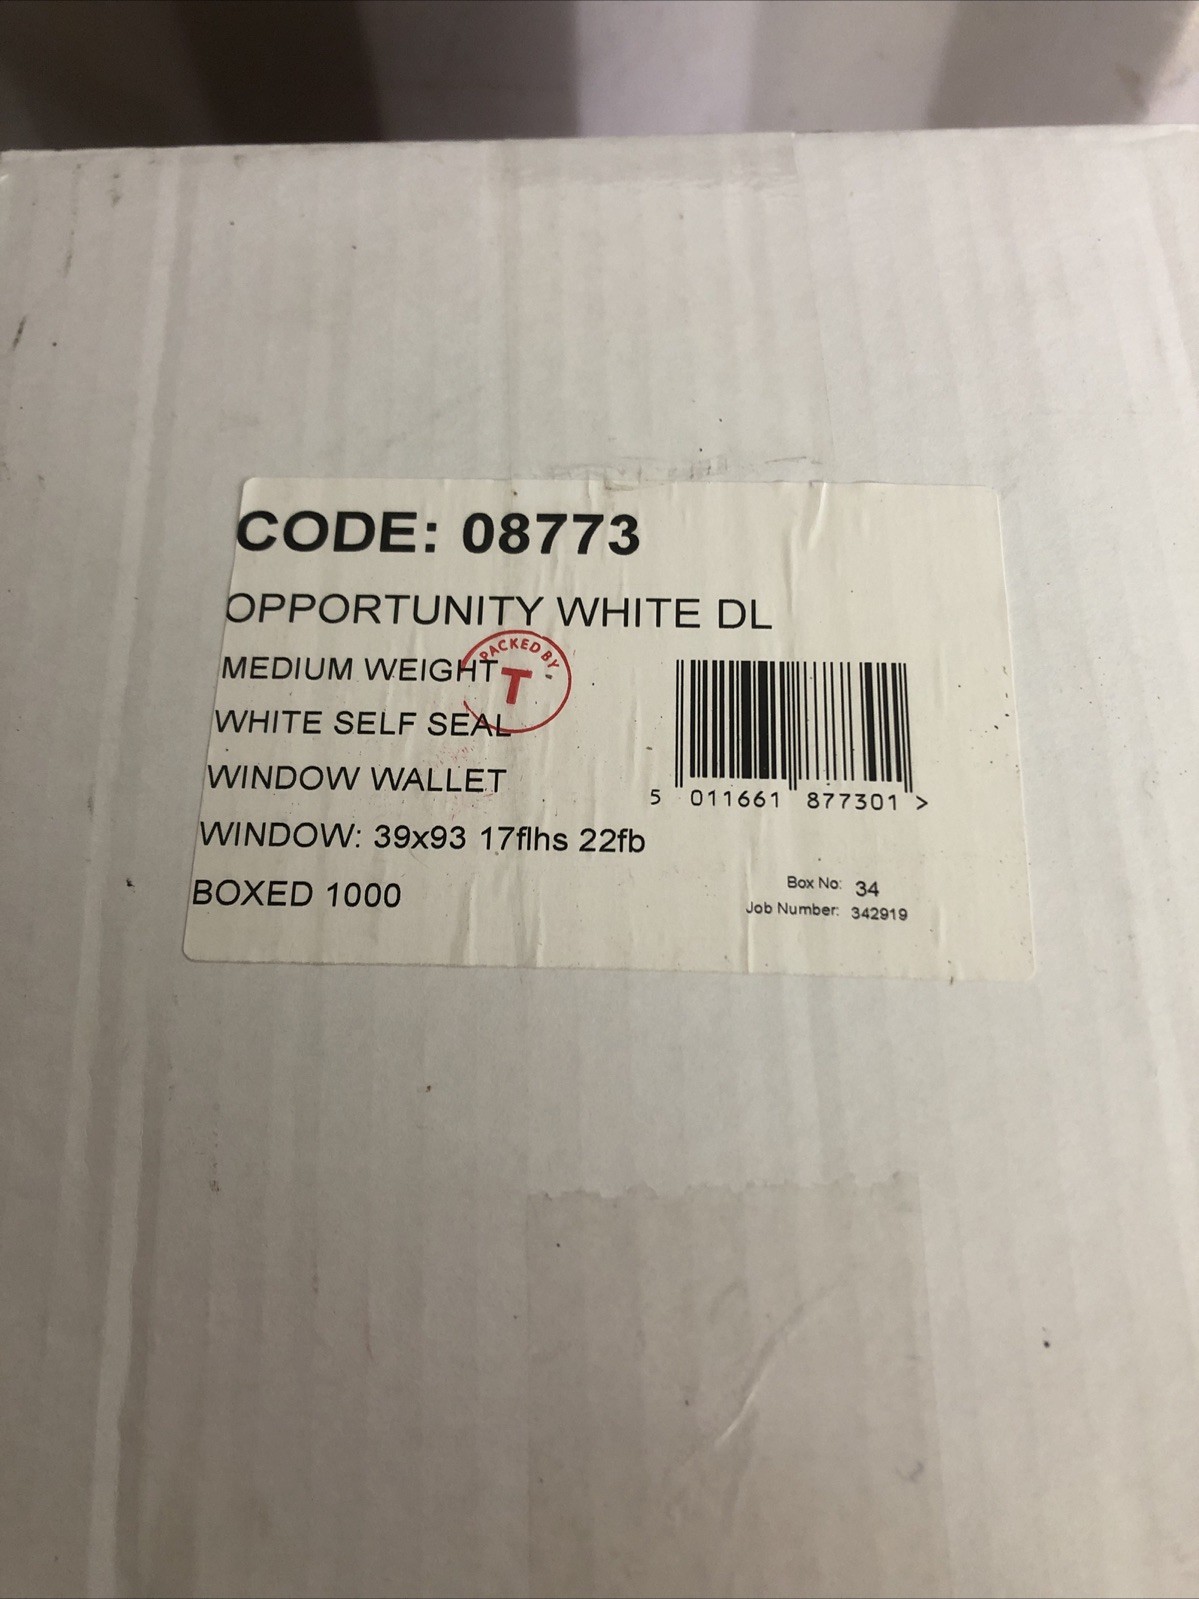 CODE: 08773
OPPORTUNITY WHITE DL
MEDIUM WEIGHT
PACKED BY
T
WHITE SELF SEAL
WINDOW WALLET
WINDOW: 39x93 17flhs 22fb
BOXED 1000
5 011661 877301 >
Box No: 34
Job Number: 342919